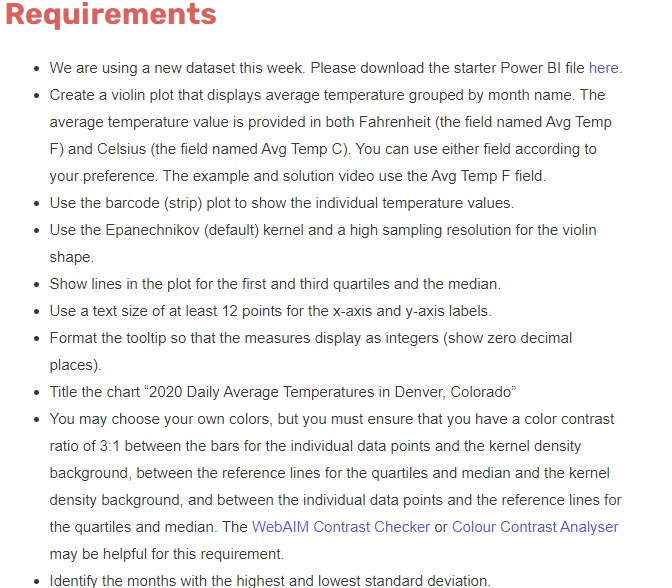 Requirements
• We are using a new dataset this week. Please download the starter Power BI file here.
• Create a violin plot that displays average temperature grouped by month name. The
average temperature value is provided in both Fahrenheit (the field named Avg Temp
F) and Celsius (the field named Avg Temp C). You can use either field according to
your preference. The example and solution video use the Avg Temp F field.
• Use the barcode (strip) plot to show the individual temperature values.
• Use the Epanechnikov (default) kernel and a high sampling resolution for the violin
shape.
• Show lines in the plot for the first and third quartiles and the median.
• Use a text size of at least 12 points for the x-axis and y-axis labels.
• Format the tooltip so that the measures display as integers (show zero decimal
places).
• Title the chart “2020 Daily Average Temperatures in Denver, Colorado”
• You may choose your own colors, but you must ensure that you have a color contrast
ratio of 3:1 between the bars for the individual data points and the kernel density
background, between the reference lines for the quartiles and median and the kernel
density background, and between the individual data points and the reference lines for
the quartiles and median. The WebAIM Contrast Checker or Colour Contrast Analyser
may be helpful for this requirement.
• Identify the months with the highest and lowest standard deviation.